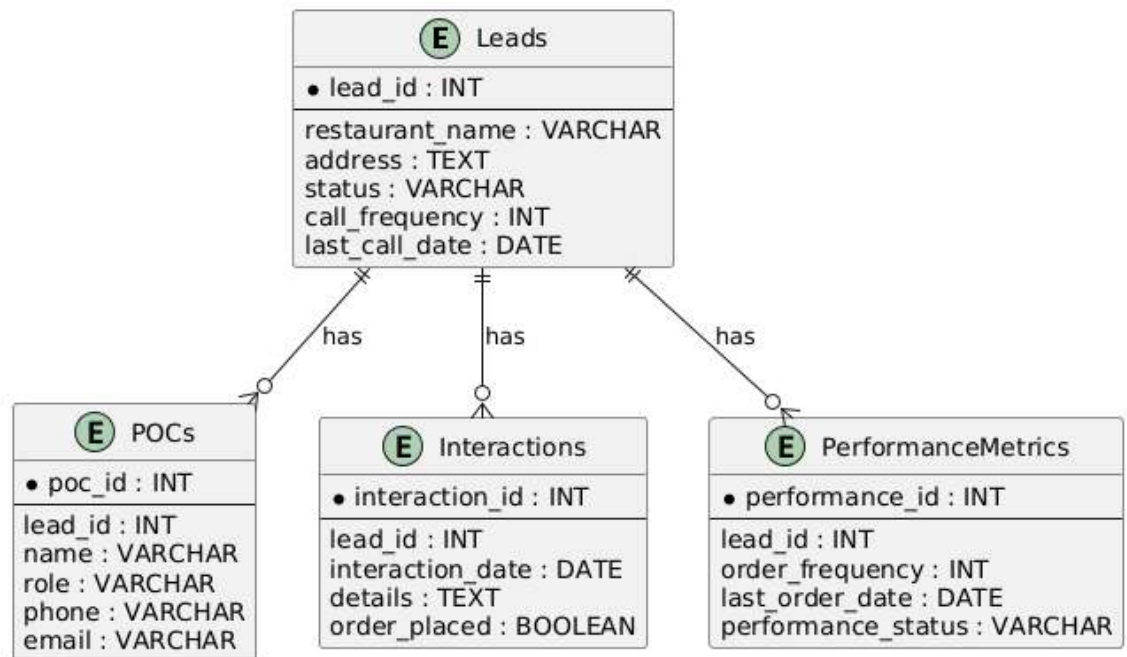 E Leads
• lead_id : INT
restaurant_name : VARCHAR
address : TEXT
status : VARCHAR
call_frequency : INT
last_call_date : DATE
has
has
has
E POCs
• poc_id : INT
lead_id : INT
name : VARCHAR
role : VARCHAR
phone : VARCHAR
email : VARCHAR
E Interactions
• interaction_id : INT
lead_id : INT
interaction_date : DATE
details : TEXT
order_placed : BOOLEAN
E PerformanceMetrics
• performance_id : INT
lead_id : INT
order_frequency : INT
last_order_date : DATE
performance_status : VARCHAR